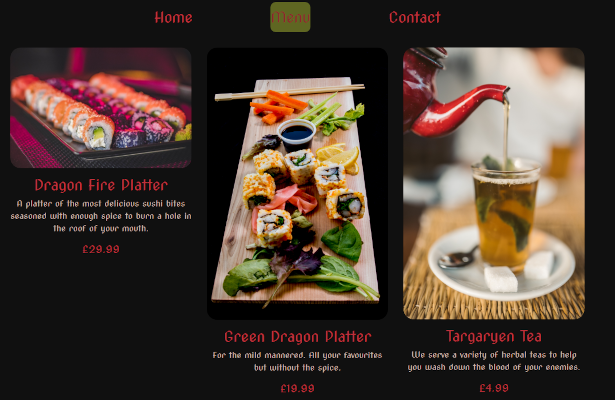 Home
Menu
Contact
Dragon Fire Platter
A platter of the most delicious sushi bites
seasoned with enough spice to burn a hole in
the roof of your mouth.
£29.99
Green Dragon Platter
For the mild mannered. All your favourites
but without the spice.
£19.99
Targaryen Tea
We serve a variety of herbal teas to help
you wash down the blood of your enemies.
£4.99